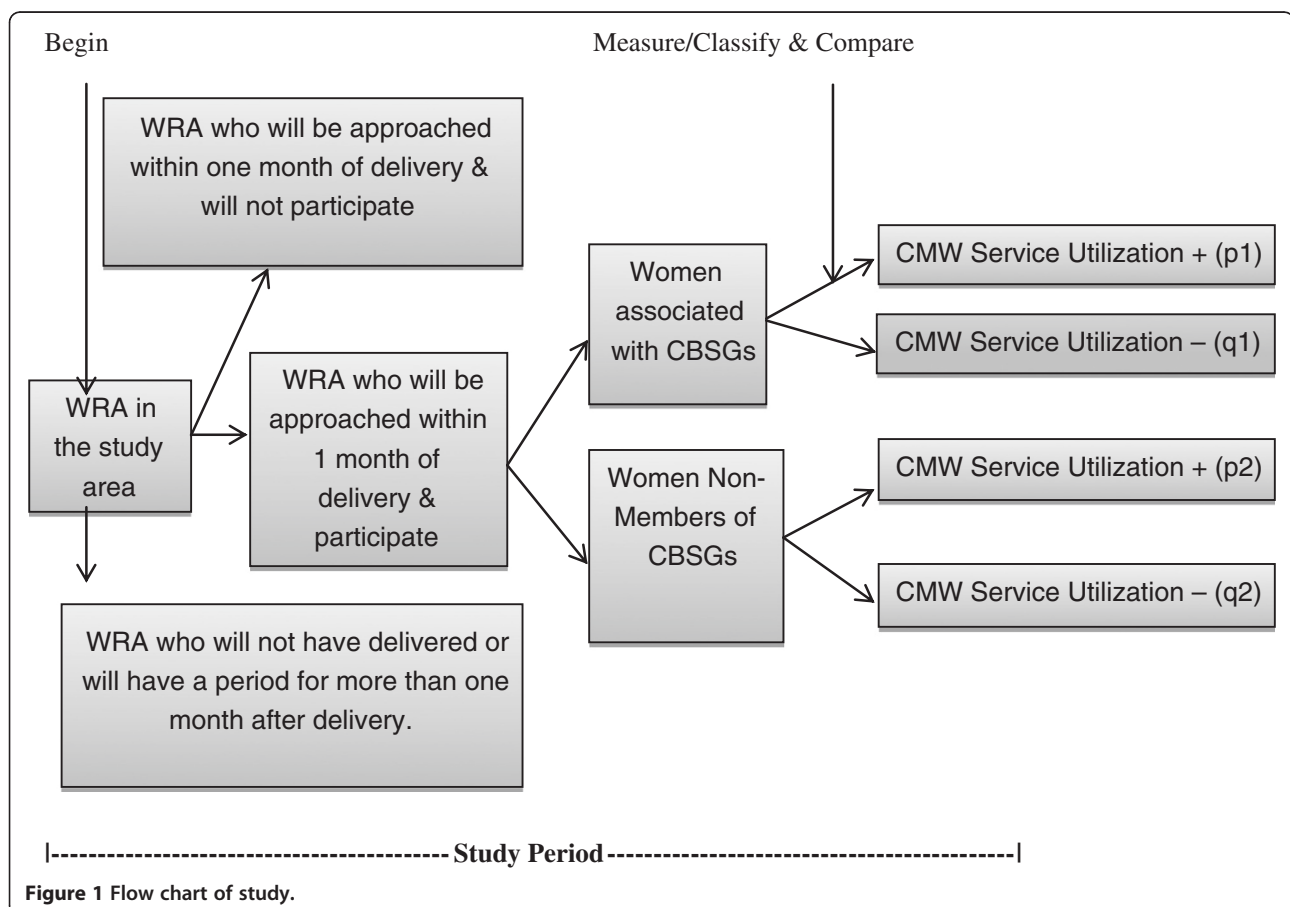 Begin
Measure/Classify & Compare
WRA who will be approached
within one month of delivery &
will not participate
WRA in
the study
area
WRA who will be
approached within
1 month of
delivery &
participate
WRA who will not have delivered or
will have a period for more than one
month after delivery.
Women
associated
with CBSGs
Women Non-
Members of
CBSGs
CMW Service Utilization + (p1)
CMW Service Utilization – (q1)
CMW Service Utilization + (p2)
CMW Service Utilization – (q2)
|----------------------------------------- Study Period------------------------------------------|
Figure 1 Flow chart of study.